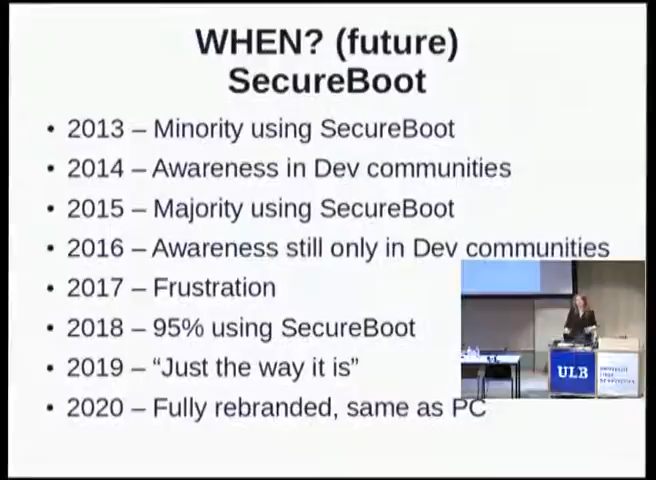 WHEN? (future)
SecureBoot
• 2013 – Minority using SecureBoot
• 2014 – Awareness in Dev communities
• 2015 – Majority using SecureBoot
• 2016 – Awareness still only in Dev communities
• 2017 – Frustration
• 2018 – 95% using SecureBoot
• 2019 – “Just the way it is”
• 2020 – Fully rebranded, same as PC
ULB